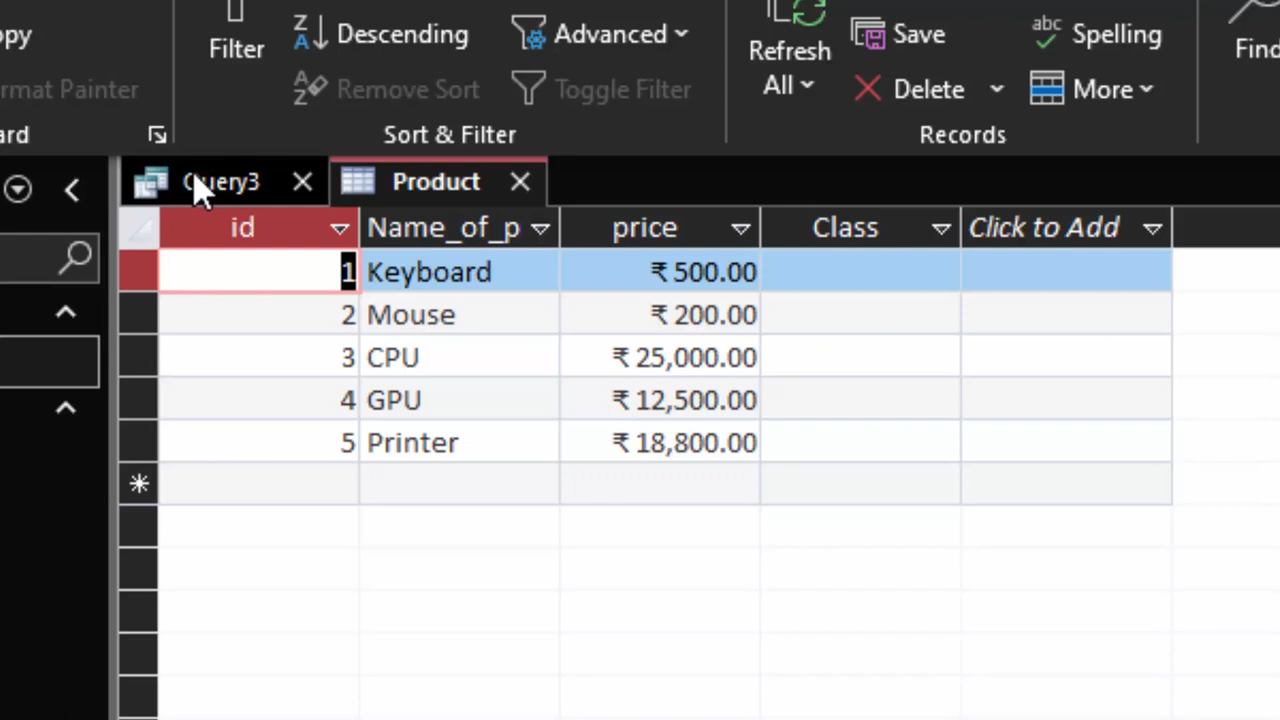 opy
rmat Painter
ard
Filter
Descending
Remove Sort
Advanced
Toggle Filter
Sort & Filter
Refresh
All
Save
Delete
Spelling
More
Records
Find
Query3
Product
id Name_of_p price Class Click to Add
1 Keyboard ₹ 500.00
2 Mouse ₹ 200.00
3 CPU ₹ 25,000.00
4 GPU ₹ 12,500.00
5 Printer ₹ 18,800.00